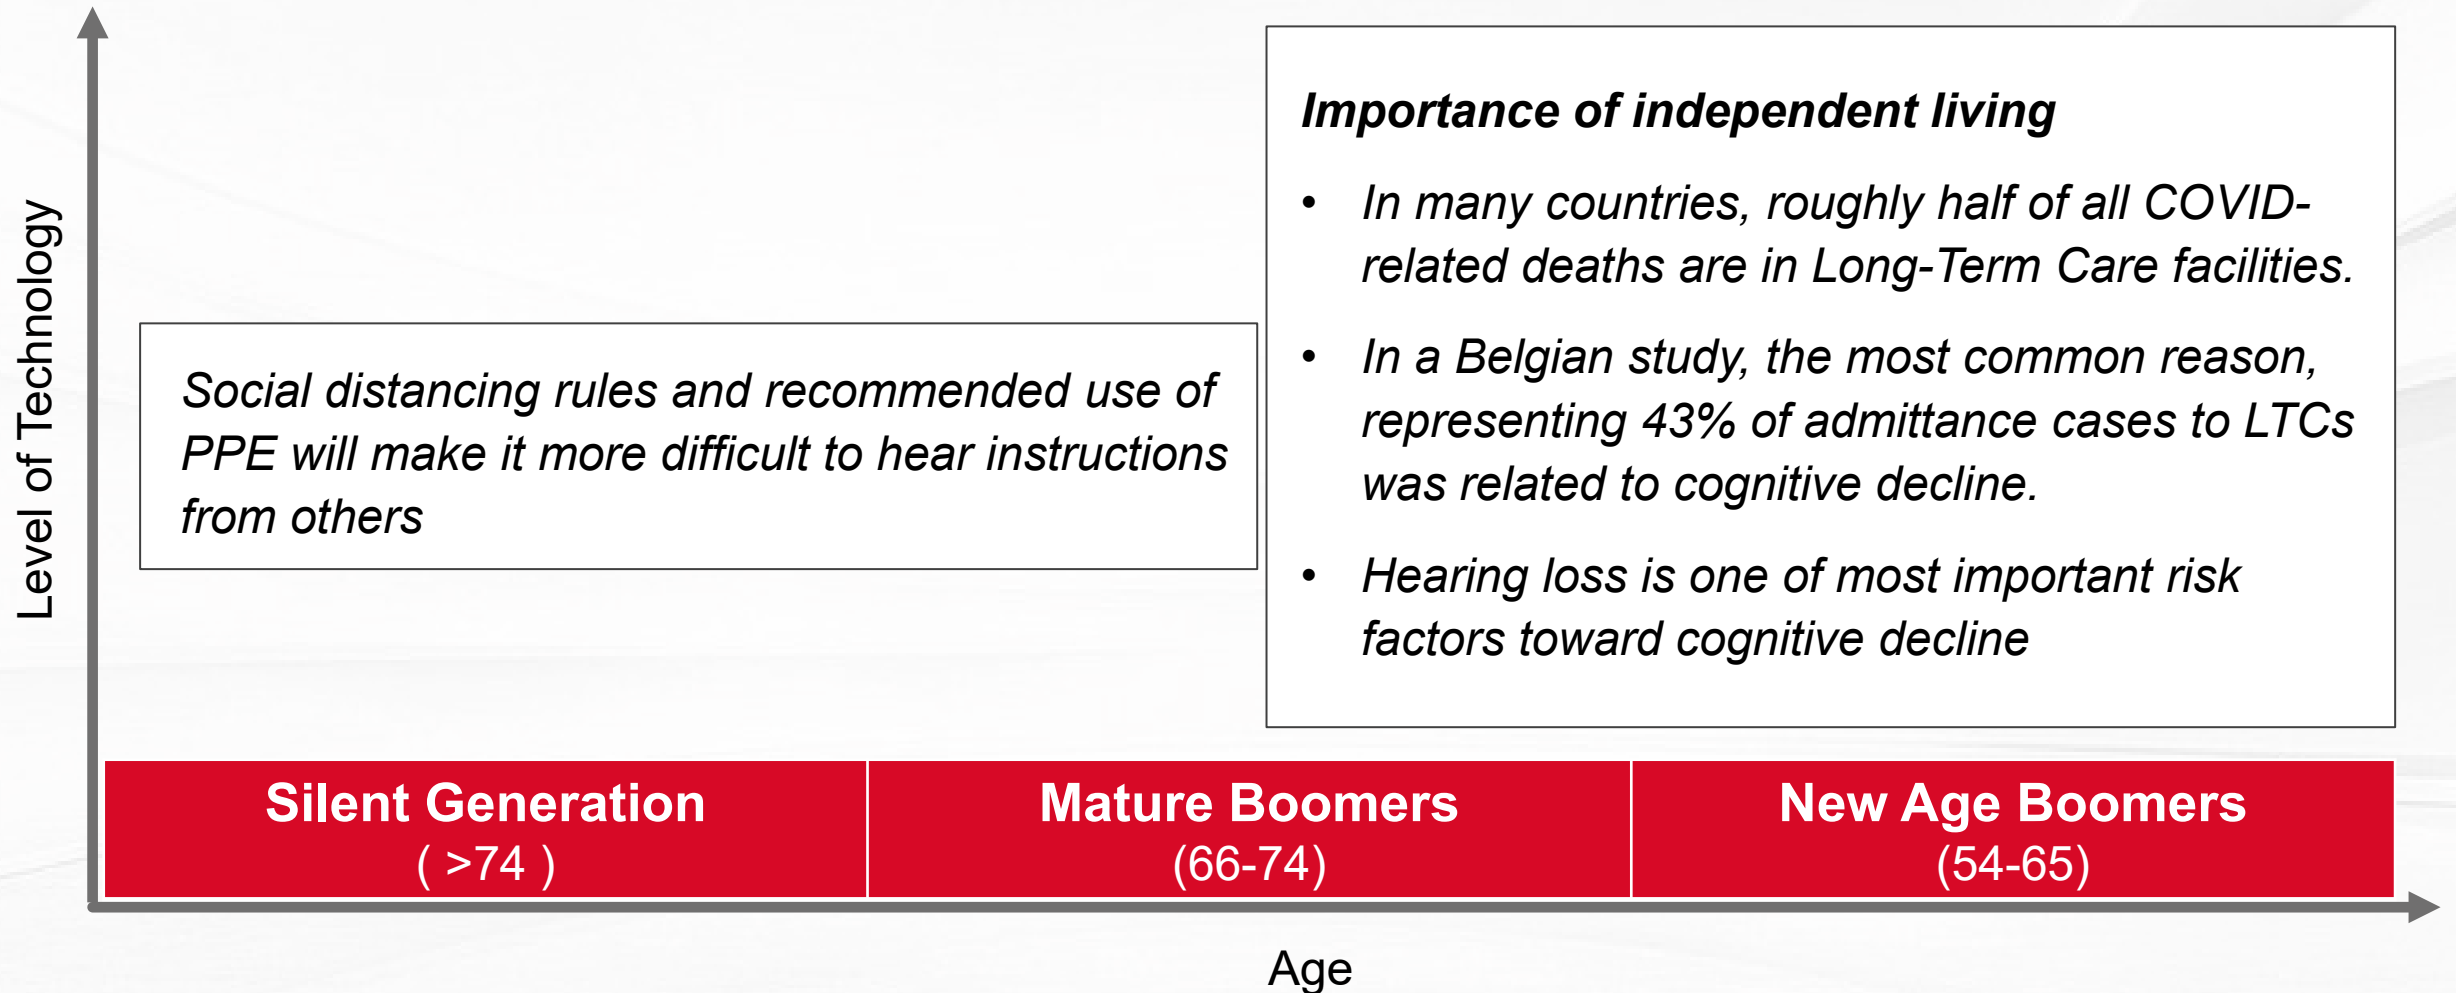 Level of Technology
Social distancing rules and recommended use of
PPE will make it more difficult to hear instructions
from others
Importance of independent living
• In many countries, roughly half of all COVID-
related deaths are in Long-Term Care facilities.
• In a Belgian study, the most common reason,
representing 43% of admittance cases to LTCs
was related to cognitive decline.
• Hearing loss is one of most important risk
factors toward cognitive decline
Silent Generation
( >74 )
Mature Boomers
(66-74)
New Age Boomers
(54-65)
Age